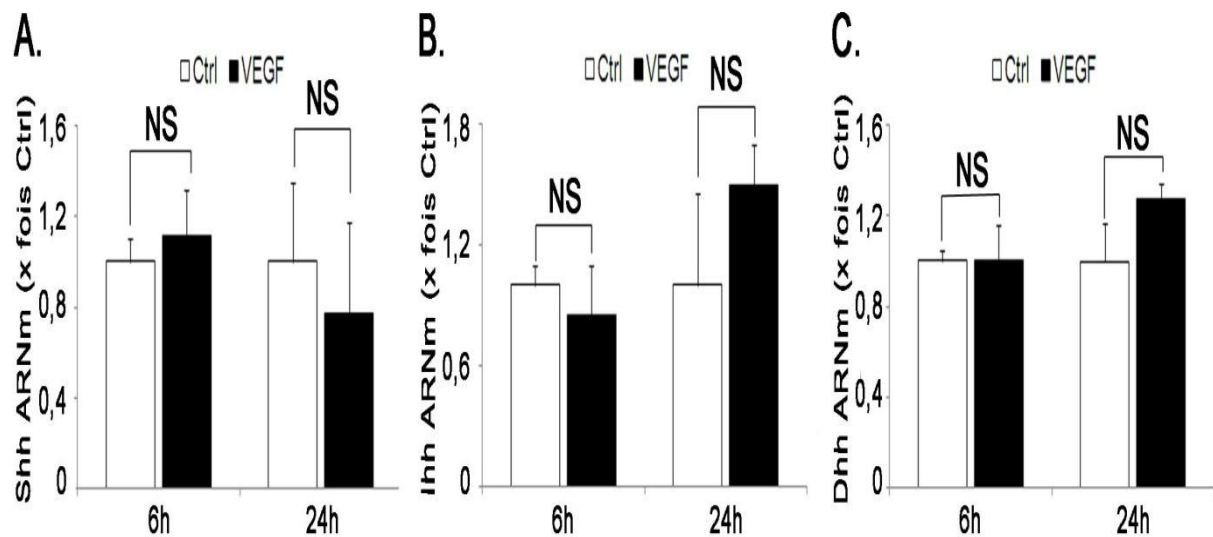 A.
Ctrl VEGF
Shh ARNm (x fois Ctrl)
1,6
1,2
0,8
0,4
0
NS
NS
6h
24h
B.
Ctrl VEGF
Ihh ARNm (x fois Ctrl)
1,8
1,2
0,6
0
NS
NS
6h
24h
C.
Ctrl VEGF
Dhh ARNm (x fois Ctrl)
1,6
1,2
0,8
0,4
0
NS
NS
6h
24h